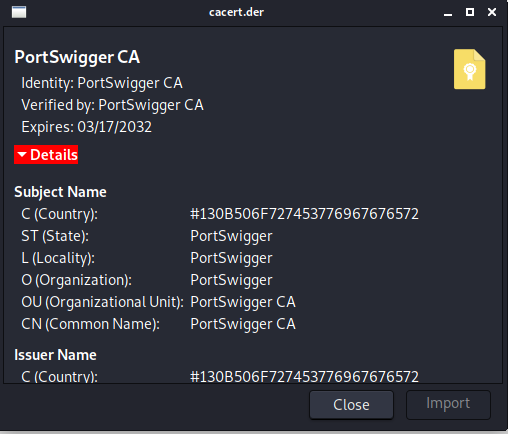 cacert.der
PortSwigger CA
Identity: PortSwigger CA
Verified by: PortSwigger CA
Expires: 03/17/2032
Details
Subject Name
C (Country): #130B506F727453776967676572
ST (State): PortSwigger
L (Locality): PortSwigger
O (Organization): PortSwigger
OU (Organizational Unit): PortSwigger CA
CN (Common Name): PortSwigger CA
Issuer Name
C (Country): #130B506F727453776967676572
Close Import